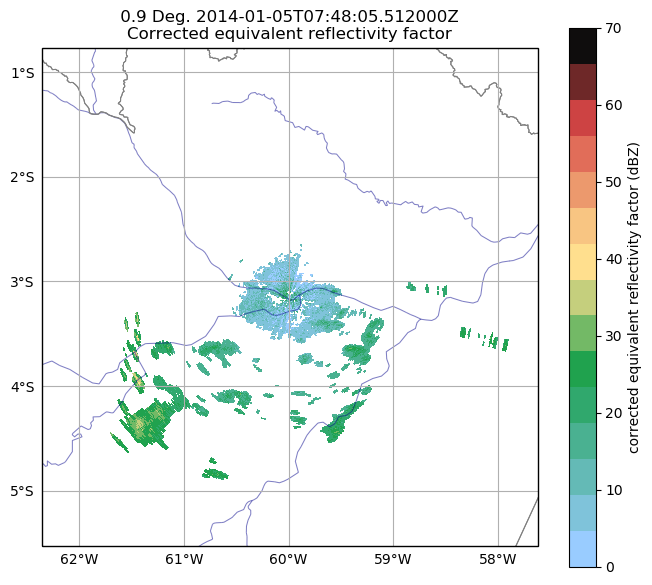 0.9 Deg. 2014-01-05T07:48:05.512000Z
Corrected equivalent reflectivity factor
1°S
2°S
3°S
4°S
5°S
62°W
61°W
60°W
59°W
58°W
70
60
50
40
30
20
10
0
corrected equivalent reflectivity factor (dBZ)